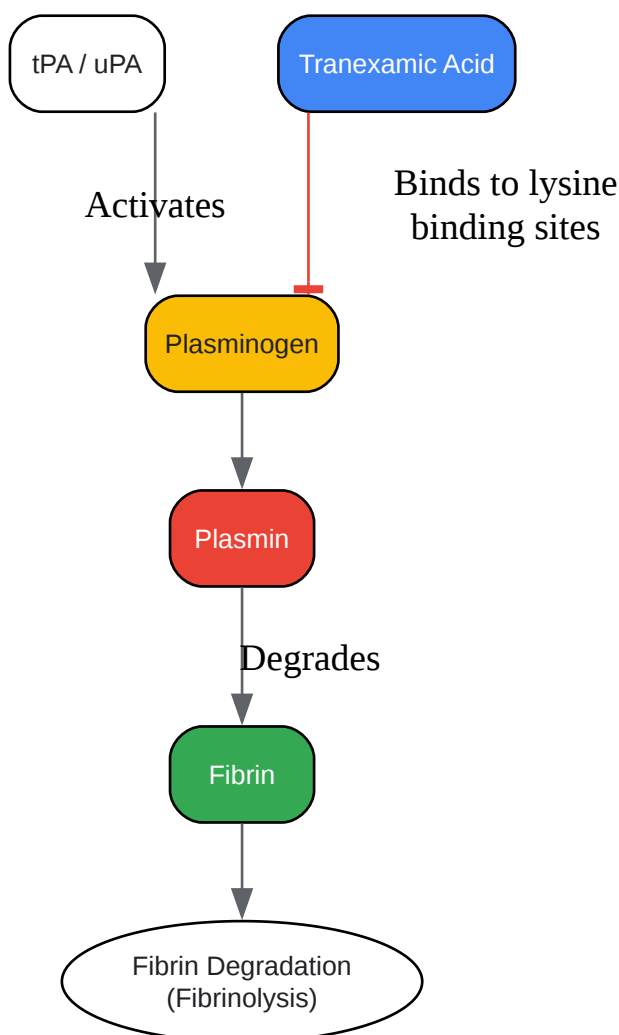 tPA / uPA
Tranexamic Acid
Activates
Binds to lysine
binding sites
Plasminogen
Plasmin
Degrades
Fibrin
Fibrin Degradation
(Fibrinolysis)